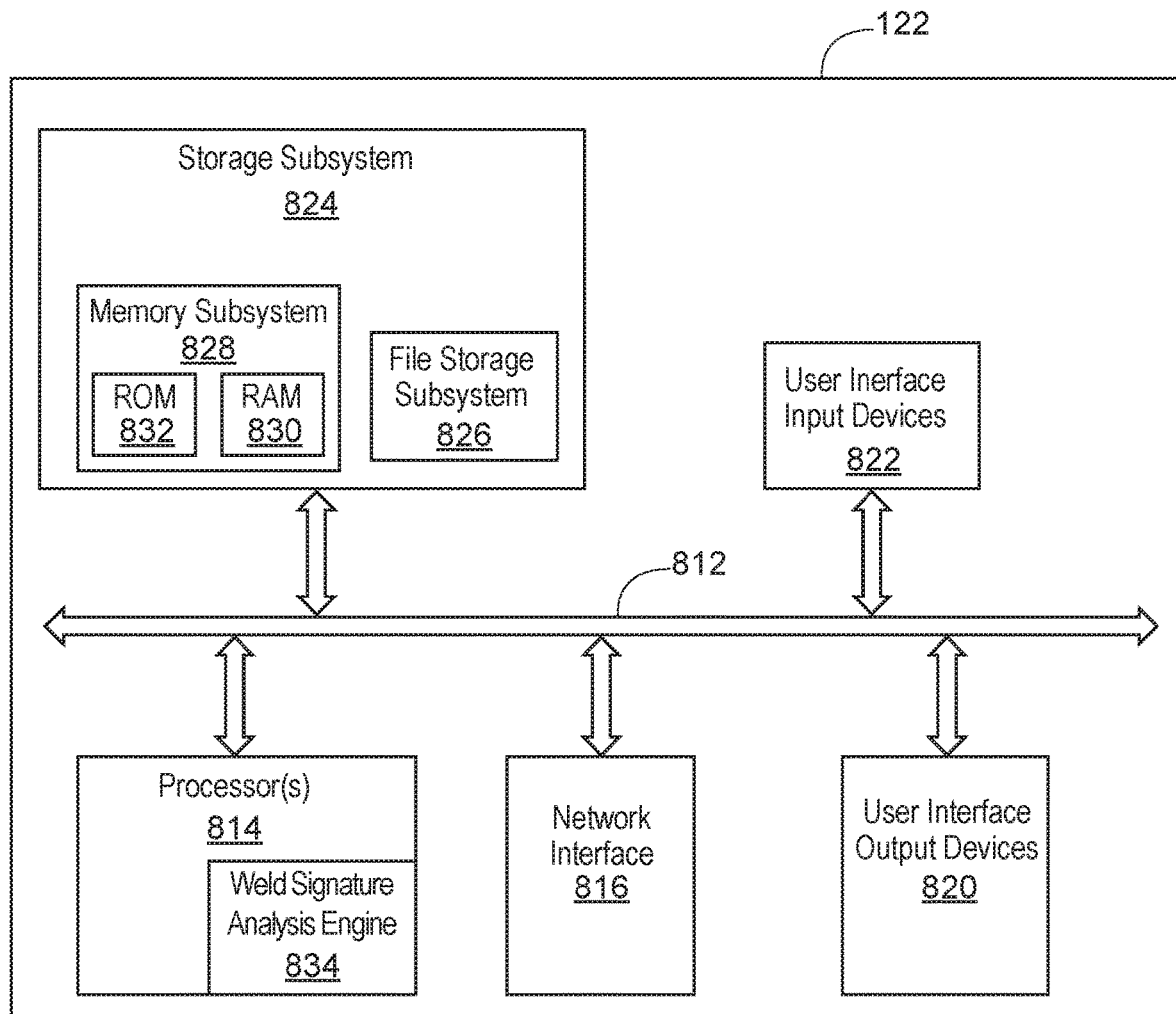 122
Storage Subsystem
824
Memory Subsystem
828
ROM
832
RAM
830
File Storage
Subsystem
826
User Inerface
Input Devices
822
812
Processor(s)
814
Weld Signature
Analysis Engine
834
Network
Interface
816
User Interface
Output Devices
820